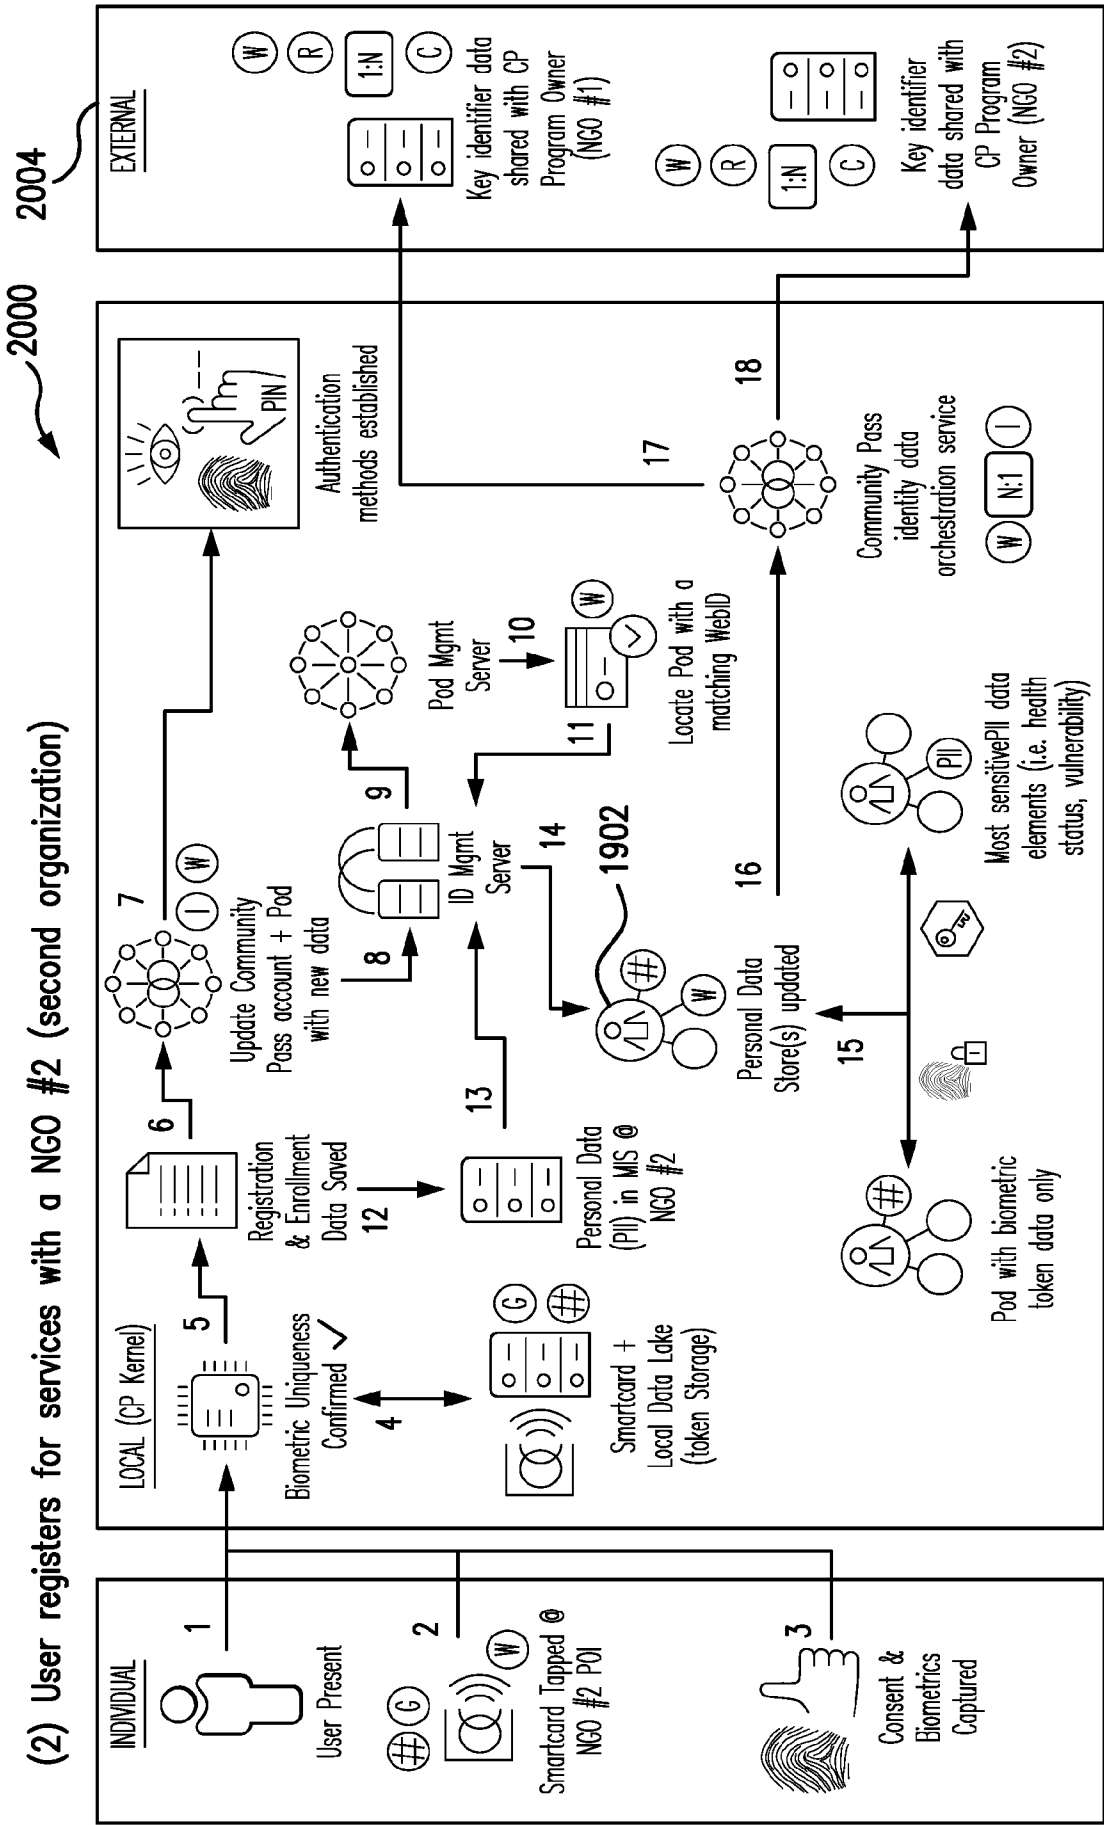 (2) User registers for services with a NGO #2 (second organization)
2000
2004
INDIVIDUAL
1
User Present
#
G
W
2
Smartcard Tapped @
NGO #2 POI
3
Consent &
Biometrics
Captured
LOCAL (CP Kernel)
Biometric Uniqueness
Confirmed
4
G
#
Smartcard +
Local Data Lake
(token Storage)
5
Registration
& Enrollment
Data Saved
6
12
Personal Data
(PII) in MIS @
NGO #2
13
7
I
W
Update Community
Pass account + Pod
with new data
8
ID Mgmt
Server
9
Pod Mgmt
Server
10
W
11
Locate Pod with a
matching WebID
PIN
Authentication
methods established
14
1902
#
W
Personal Data
Store(s) updated
15
16
#
Pod with biometric
token data only
PII
Most sensitivePII data
elements (i.e. health
status, vulnerability)
17
18
Community Pass
identity data
orchestration service
W
N:1
I
EXTERNAL
W
R
1:N
C
Key identifier data
shared with CP
Program Owner
(NGO #1)
W
R
1:N
C
Key identifier
data shared with
CP Program
Owner (NGO #2)